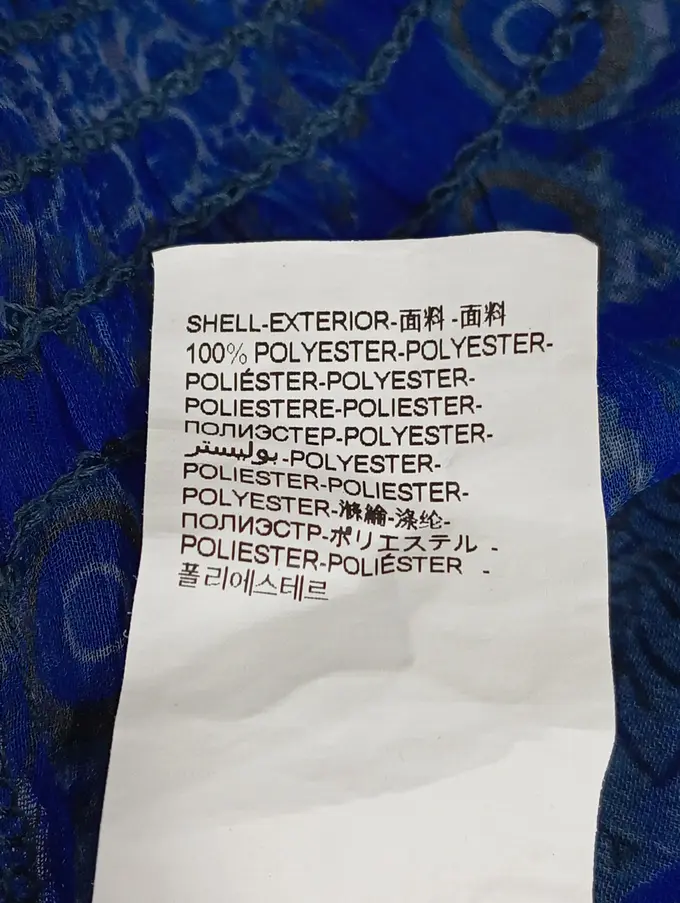 SHELL-EXTERIOR-面料 -面料
100% POLYESTER-POLYESTER-
POLIÉSTER-POLYESTER-
POLIESTERE-POLIESTER-
ПОЛИЭСТЕР-POLYESTER-
بوليستر-POLYESTER-
POLIESTER-POLIESTER-
POLYESTER-滌綸-涤纶-
ПОЛИЭСТР-ポリエステル -
POLIESTER-POLIÉSTER -
폴리에스테르